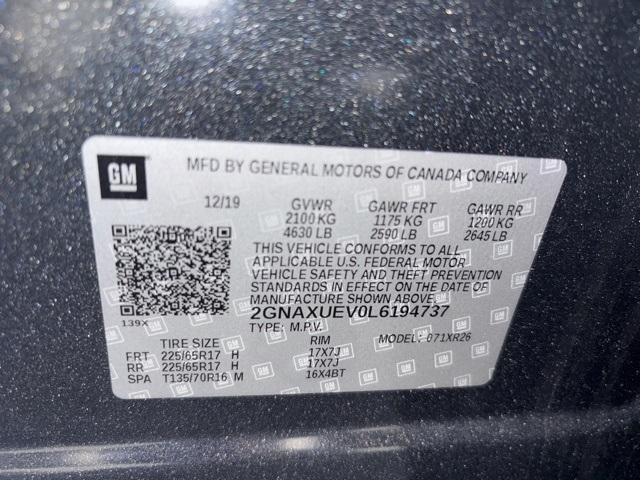 GM
MFD BY GENERAL MOTORS OF CANADA COMPANY
12/19 GVWR GAWR FRT GAWR RR
2100 KG 1175 KG 1200 KG
4630 LB 2590 LB 2645 LB
THIS VEHICLE CONFORMS TO ALL
APPLICABLE U.S. FEDERAL MOTOR
VEHICLE SAFETY AND THEFT PREVENTION
STANDARDS IN EFFECT ON THE DATE OF
MANUFACTURE SHOWN ABOVE.
139X 2GNAXUEV0L6194737
TYPE: M.P.V. MODEL: 071XR26
TIRE SIZE RIM
FRT 225/65R17 H 17X7J
RR 225/65R17 H 17X7J
SPA T135/70R16 M 16X4BT